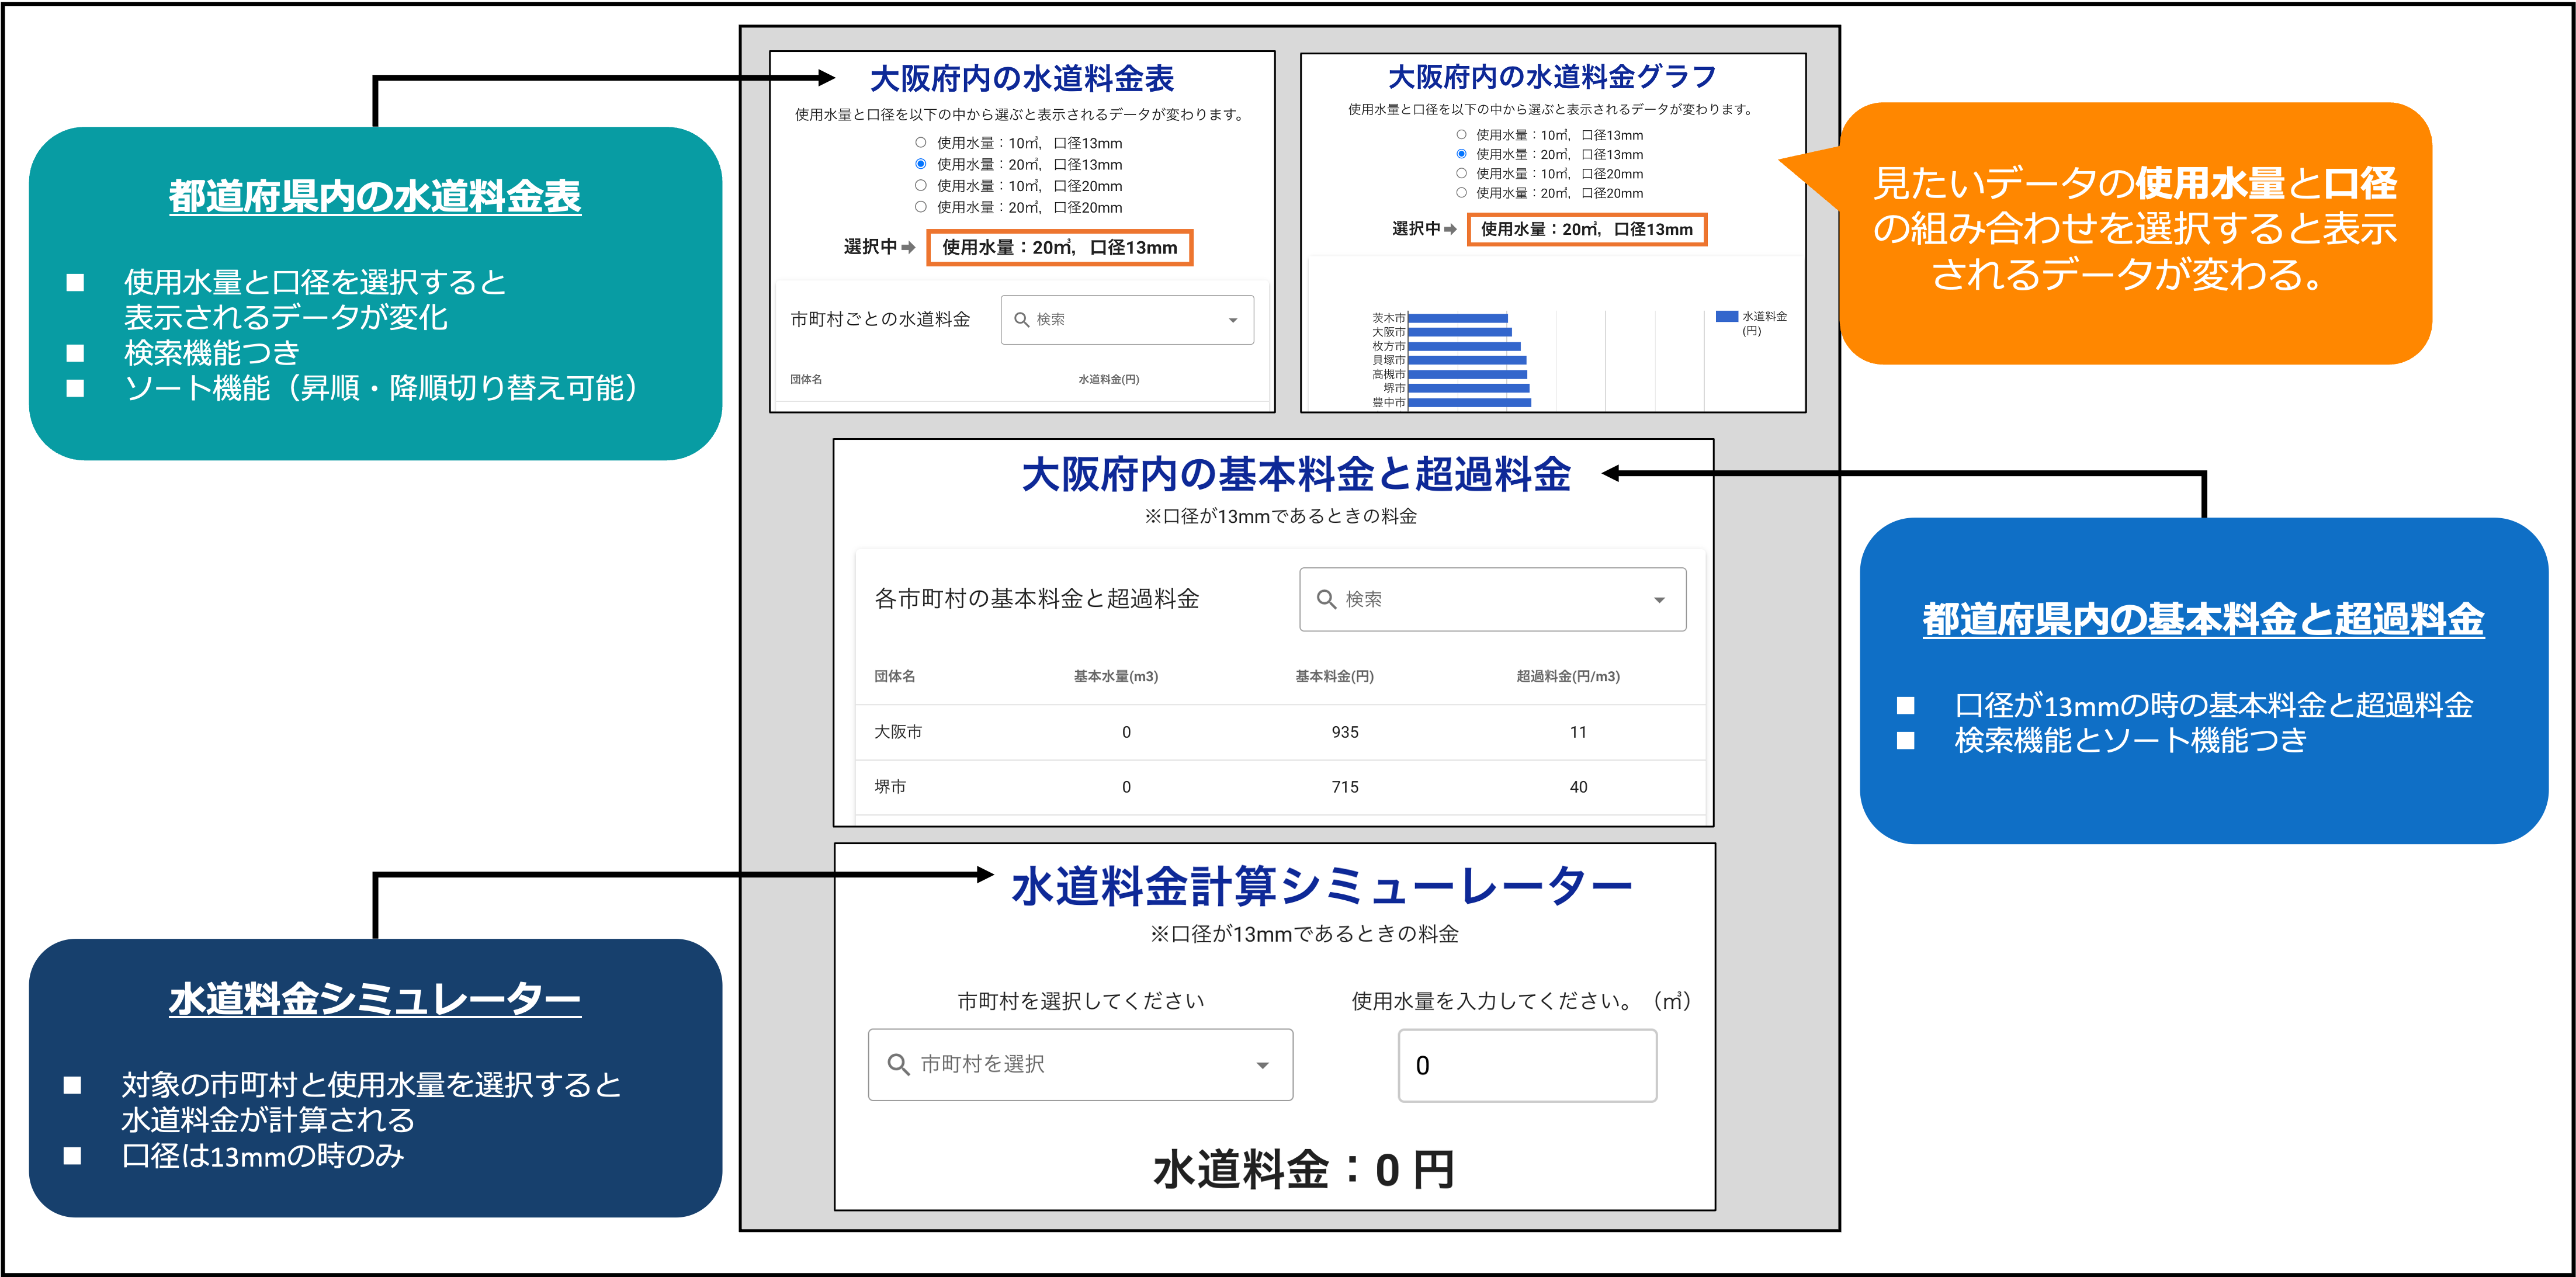 大阪府内の水道料金表
使用水量と口径を以下の中から選ぶと表示されるデータが変わります。
使用水量：10㎥, 口径13mm
使用水量：20㎥, 口径13mm
使用水量：10㎥, 口径20mm
使用水量：20㎥, 口径20mm
選択中
使用水量：20㎥, 口径13mm
市町村ごとの水道料金
検索
団体名 水道料金(円)
大阪府内の水道料金グラフ
使用水量と口径を以下の中から選ぶと表示されるデータが変わります。
使用水量：10㎥, 口径13mm
使用水量：20㎥, 口径13mm
使用水量：10㎥, 口径20mm
使用水量：20㎥, 口径20mm
選択中
使用水量：20㎥, 口径13mm
茨木市
大阪市
枚方市
貝塚市
高槻市
堺市
豊中市
水道料金
(円)
都道府県内の水道料金表
■ 使用水量と口径を選択すると
表示されるデータが変化
■ 検索機能つき
■ ソート機能（昇順・降順切り替え可能）
見たいデータの使用水量と口径
の組み合わせを選択すると表示
されるデータが変わる。
大阪府内の基本料金と超過料金
※口径が13mmであるときの料金
各市町村の基本料金と超過料金
検索
団体名 基本水量(m3) 基本料金(円) 超過料金(円/m3)
大阪市 0 935 11
堺市 0 715 40
都道府県内の基本料金と超過料金
■ 口径が13mmの時の基本料金と超過料金
■ 検索機能とソート機能つき
水道料金計算シミューレーター
※口径が13mmであるときの料金
市町村を選択してください
市町村を選択
使用水量を入力してください。（㎥）
0
水道料金：0 円
水道料金シミュレーター
■ 対象の市町村と使用水量を選択すると
水道料金が計算される
■ 口径は13mmの時のみ